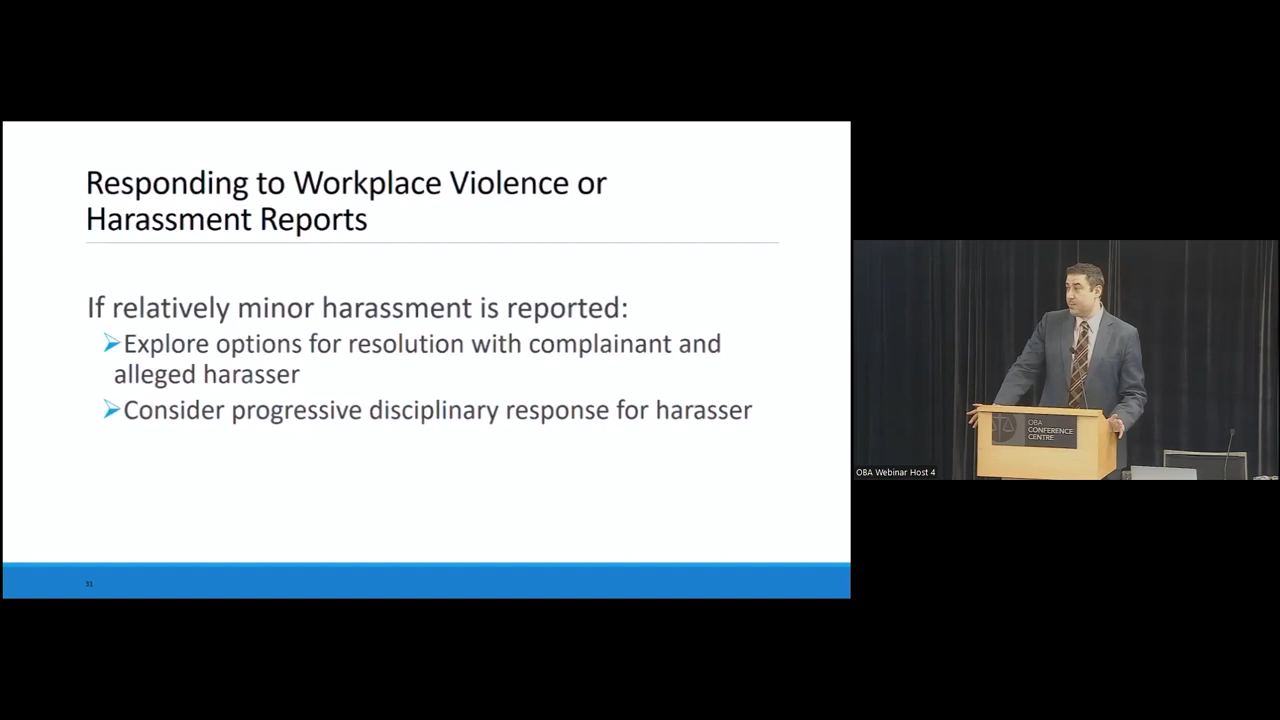 Responding to Workplace Violence or
Harassment Reports
If relatively minor harassment is reported:
➢Explore options for resolution with complainant and
alleged harasser
➢Consider progressive disciplinary response for harasser
31
OBA
CONFERENCE
CENTRE
OBA Webinar Host 4